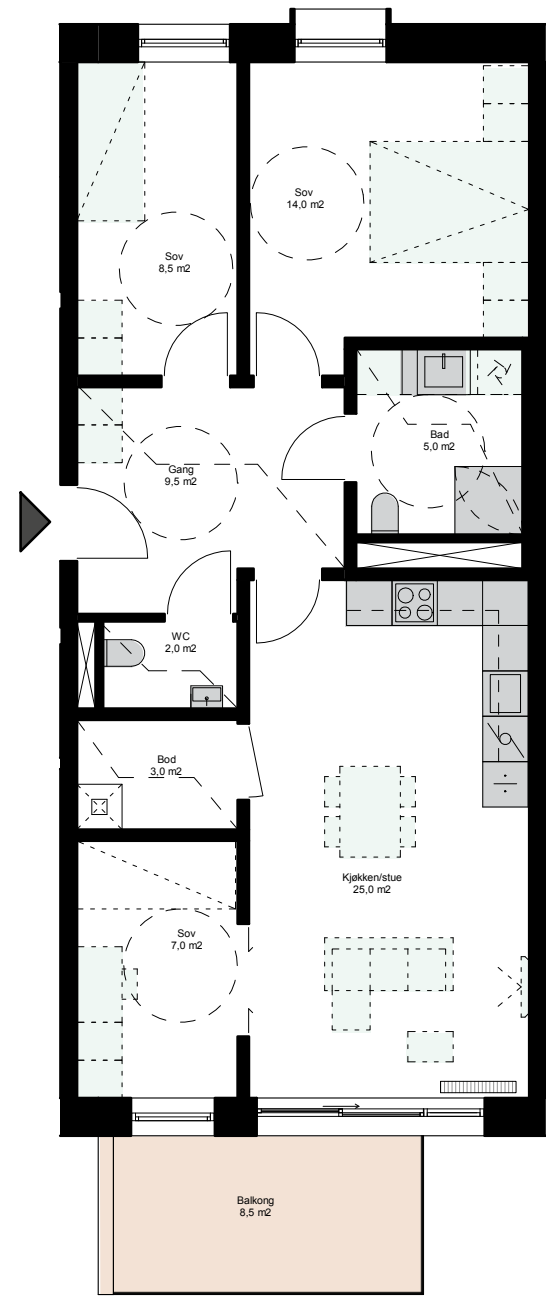 Sov
14,0 m2
Sov
8,5 m2
Bad
5,0 m2
Gang
9,5 m2
WC
2,0 m2
Bod
3,0 m2
Kjøkken/stue
25,0 m2
Sov
7,0 m2
Balkong
8,5 m2